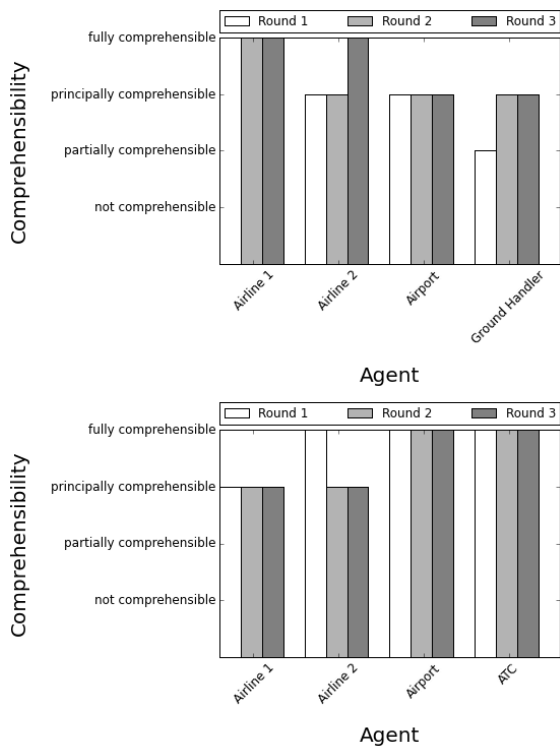 Round 1 Round 2 Round 3
fully comprehensible
principally comprehensible
partially comprehensible
not comprehensible
Comprehensibility
Airline 1 Airline 2 Airport Ground Handler
Agent
Round 1 Round 2 Round 3
fully comprehensible
principally comprehensible
partially comprehensible
not comprehensible
Comprehensibility
Airline 1 Airline 2 Airport ATC
Agent